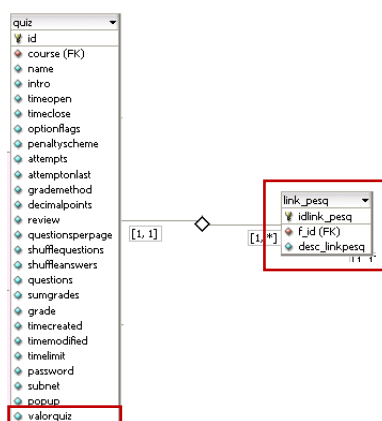 quiz
id
course (FK)
name
intro
timeopen
timeclose
optionflags
penaltyscheme
attempts
attemptonlast
grademethod
decimalpoints
review
questionsperpage
shufflequestions
shuffleanswers
questions
sumgrades
grade
timecreated
timemodified
timelimit
password
subnet
popup
valorquiz
[1, 1]
[1, *]
link_pesq
idlink_pesq
f_id (FK)
desc_linkpesq